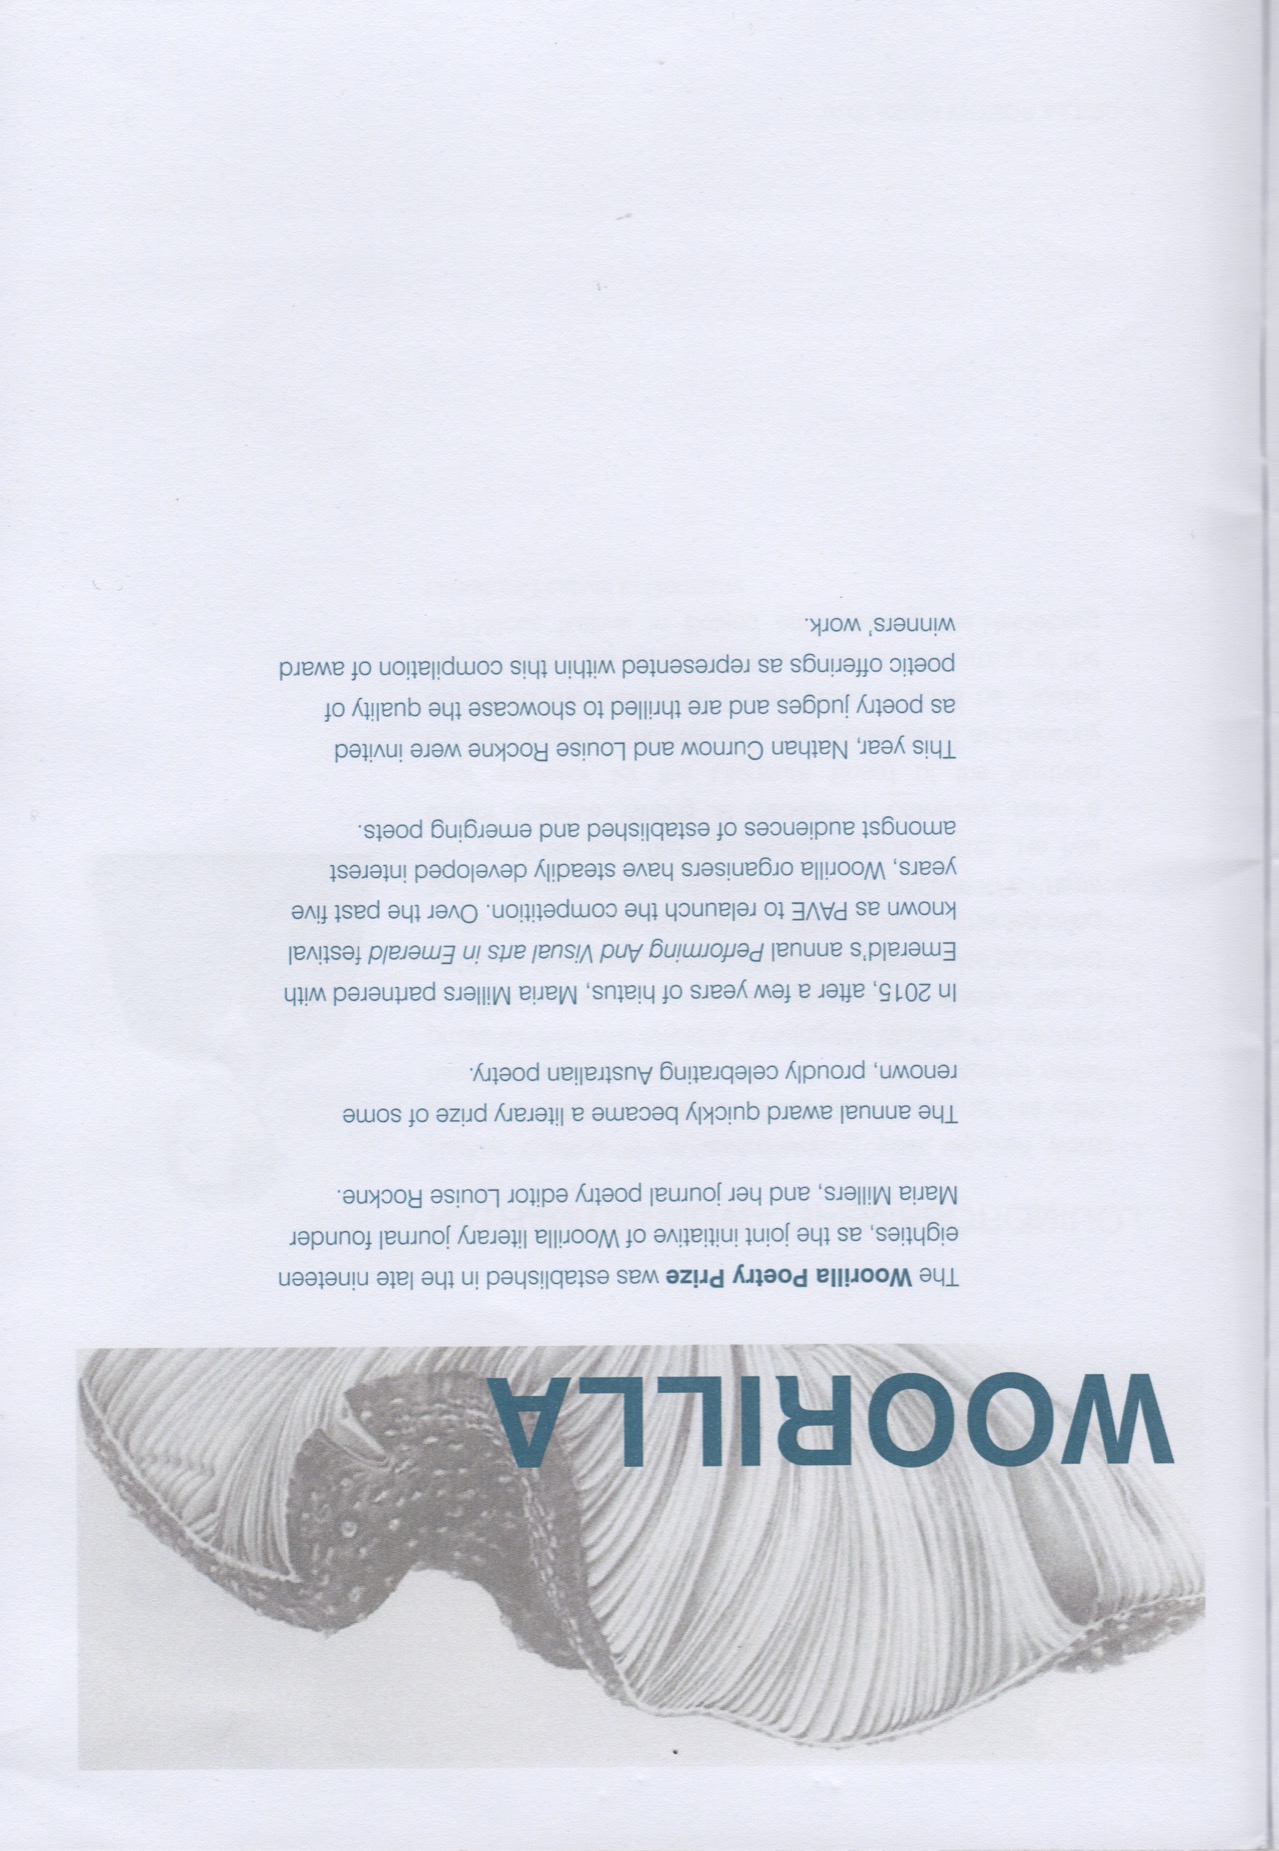 WOORILLA
The Woorilla Poetry Prize was established in the late nineteen
eighties, as the joint initiative of Woorilla literary journal founder
Maria Millers, and her journal poetry editor Louise Rockne.
The annual award quickly became a literary prize of some
renown, proudly celebrating Australian poetry.
In 2015, after a few years of hiatus, Maria Millers partnered with
Emerald's annual Performing And Visual arts in Emerald festival
known as PAVE to relaunch the competition. Over the past five
years, Woorilla organisers have steadily developed interest
amongst audiences of established and emerging poets.
This year, Nathan Curnow and Louise Rockne were invited
as poetry judges and are thrilled to showcase the quality of
poetic offerings as represented within this compilation of award
winners' work.